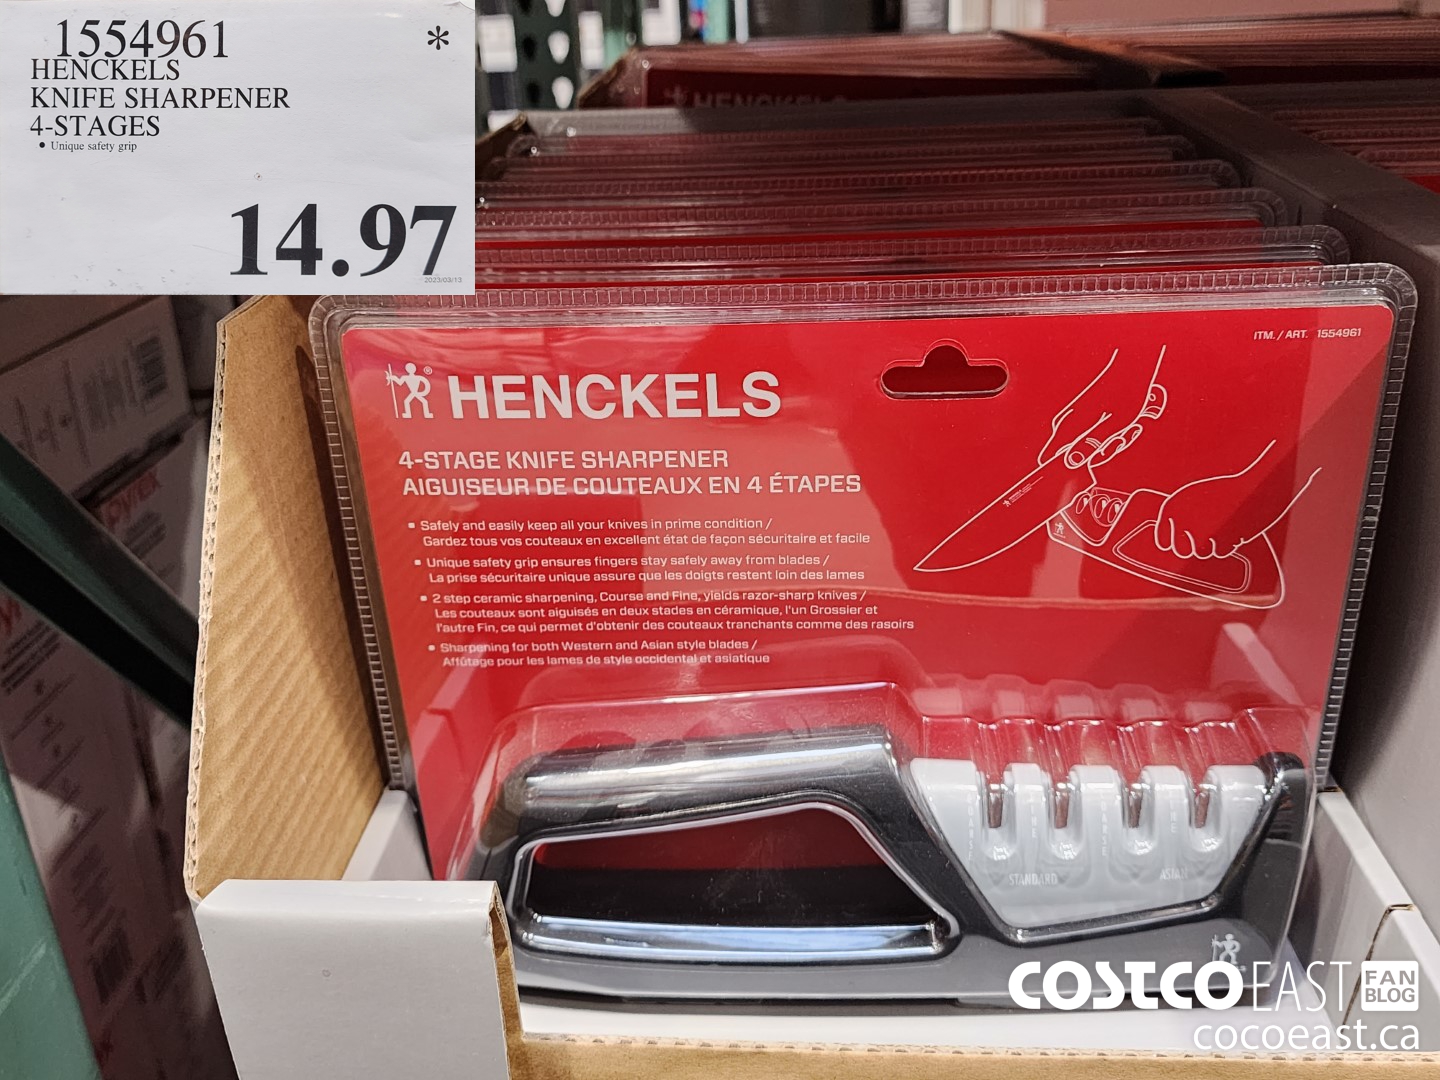 1554961 *
HENCKELS
KNIFE SHARPENER
4-STAGES
• Unique safety grip
14.97
2023/03/13
HENCKELS
ITM. / ART. 1554961
HENCKELS®
4-STAGE KNIFE SHARPENER
AIGUISEUR DE COUTEAUX EN 4 ÉTAPES
▪ Safely and easily keep all your knives in prime condition /
Gardez tous vos couteaux en excellent état de façon sécuritaire et facile
▪ Unique safety grip ensures fingers stay safely away from blades /
La prise sécuritaire unique assure que les doigts restent loin des lames
▪ 2 step ceramic sharpening, Course and Fine, yields razor-sharp knives /
Les couteaux sont aiguisés en deux stades en céramique, l'un Grossier et
l'autre Fin, ce qui permet d'obtenir des couteaux tranchants comme des rasoirs
▪ Sharpening for both Western and Asian style blades /
Affûtage pour les lames de style occidental et asiatique
COARSE
FINE
COARSE
FINE
STANDARD
ASIAN
COSTCO EAST FAN BLOG
cocoeast.ca